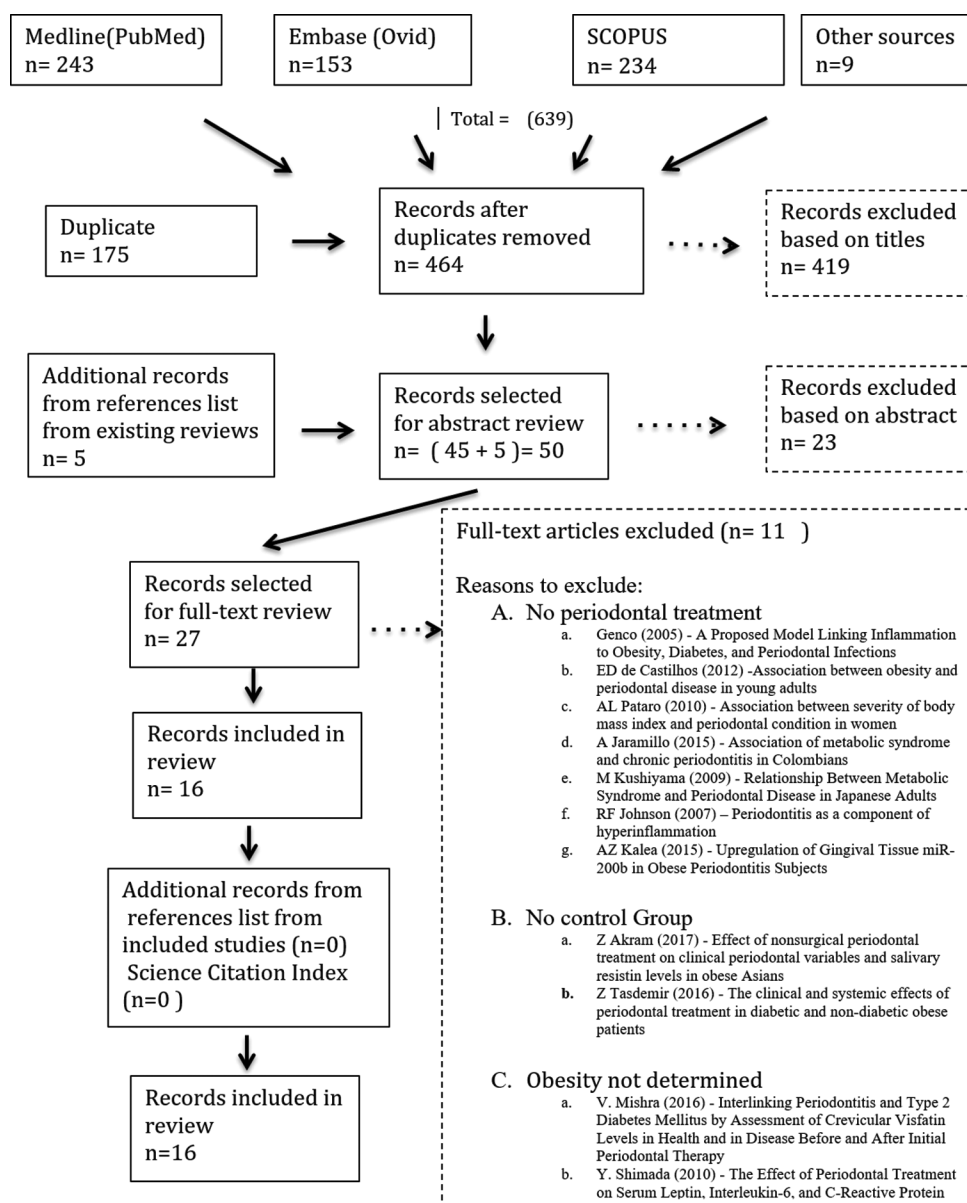 Medline(PubMed)
n= 243
Embase (Ovid)
n=153
SCOPUS
n= 234
Other sources
n=9
Total = (639)
Duplicate
n= 175
Records after
duplicates removed
n= 464
Records excluded
based on titles
n= 419
Additional records
from references list
from existing reviews
n= 5
Records selected
for abstract review
n= ( 45 + 5 )= 50
Records excluded
based on abstract
n= 23
Records selected
for full-text review
n= 27
Records included in
review
n= 16
Additional records from
references list from
included studies (n=0)
Science Citation Index
(n=0 )
Records included in
review
n=16
Full-text articles excluded (n= 11 )
Reasons to exclude:
A. No periodontal treatment
a. Genco (2005) - A Proposed Model Linking Inflammation
to Obesity, Diabetes, and Periodontal Infections
b. ED de Castilhos (2012) -Association between obesity and
periodontal disease in young adults
c. AL Pataro (2010) - Association between severity of body
mass index and periodontal condition in women
d. A Jaramillo (2015) - Association of metabolic syndrome
and chronic periodontitis in Colombians
e. M Kushiyama (2009) - Relationship Between Metabolic
Syndrome and Periodontal Disease in Japanese Adults
f. RF Johnson (2007) – Periodontitis as a component of
hyperinflammation
g. AZ Kalea (2015) - Upregulation of Gingival Tissue miR-
200b in Obese Periodontitis Subjects
B. No control Group
a. Z Akram (2017) - Effect of nonsurgical periodontal
treatment on clinical periodontal variables and salivary
resistin levels in obese Asians
b. Z Tasdemir (2016) - The clinical and systemic effects of
periodontal treatment in diabetic and non-diabetic obese
patients
C. Obesity not determined
a. V. Mishra (2016) - Interlinking Periodontitis and Type 2
Diabetes Mellitus by Assessment of Crevicular Visfatin
Levels in Health and in Disease Before and After Initial
Periodontal Therapy
b. Y. Shimada (2010) - The Effect of Periodontal Treatment
on Serum Leptin, Interleukin-6, and C-Reactive Protein